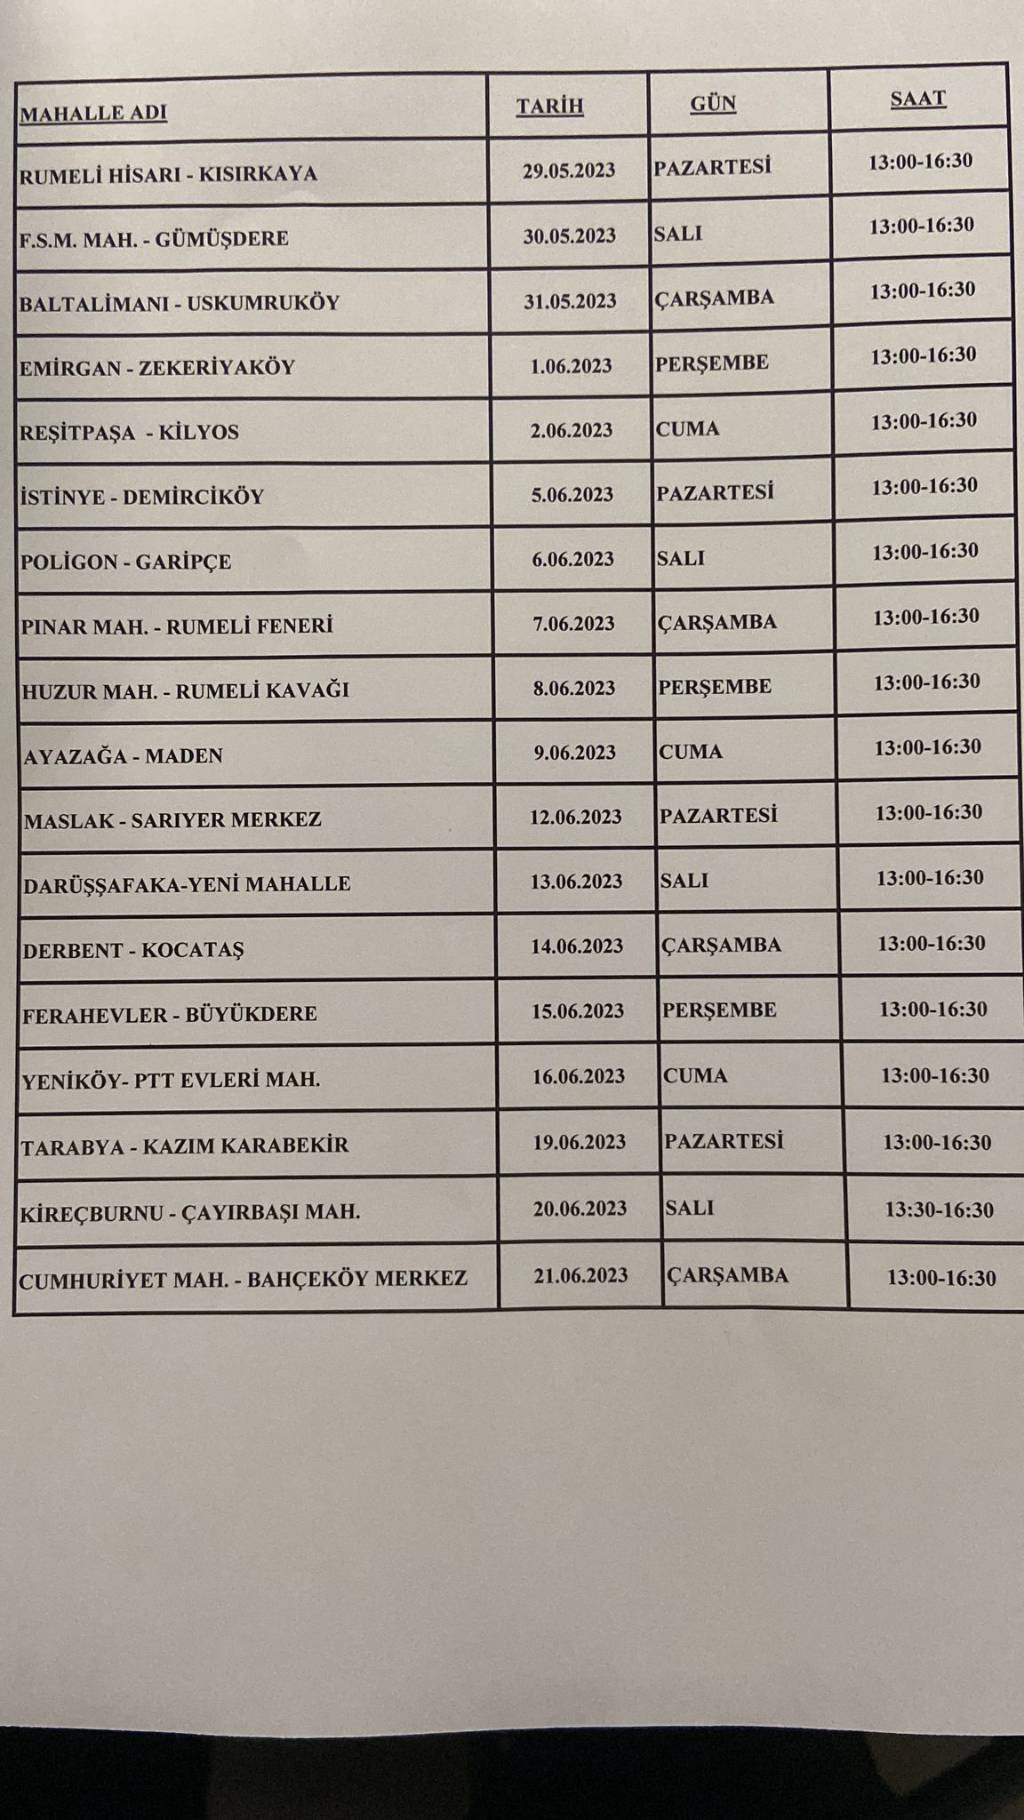 MAHALLE ADI TARİH GÜN SAAT
RUMELİ HİSARI - KISIRKAYA 29.05.2023 PAZARTESİ 13:00-16:30
F.S.M. MAH. - GÜMÜŞDERE 30.05.2023 SALI 13:00-16:30
BALTALİMANI - USKUMRUKÖY 31.05.2023 ÇARŞAMBA 13:00-16:30
EMİRGAN - ZEKERİYAKÖY 1.06.2023 PERŞEMBE 13:00-16:30
REŞİTPAŞA - KİLYOS 2.06.2023 CUMA 13:00-16:30
İSTİNYE - DEMİRCİKÖY 5.06.2023 PAZARTESİ 13:00-16:30
POLİGON - GARİPÇE 6.06.2023 SALI 13:00-16:30
PINAR MAH. - RUMELİ FENERİ 7.06.2023 ÇARŞAMBA 13:00-16:30
HUZUR MAH. - RUMELİ KAVAĞI 8.06.2023 PERŞEMBE 13:00-16:30
AYAZAĞA - MADEN 9.06.2023 CUMA 13:00-16:30
MASLAK - SARIYER MERKEZ 12.06.2023 PAZARTESİ 13:00-16:30
DARÜŞŞAFAKA-YENİ MAHALLE 13.06.2023 SALI 13:00-16:30
DERBENT - KOCATAŞ 14.06.2023 ÇARŞAMBA 13:00-16:30
FERAHEVLER - BÜYÜKDERE 15.06.2023 PERŞEMBE 13:00-16:30
YENİKÖY- PTT EVLERİ MAH. 16.06.2023 CUMA 13:00-16:30
TARABYA - KAZIM KARABEKİR 19.06.2023 PAZARTESİ 13:00-16:30
KİREÇBURNU - ÇAYIRBAŞI MAH. 20.06.2023 SALI 13:30-16:30
CUMHURİYET MAH. - BAHÇEKÖY MERKEZ 21.06.2023 ÇARŞAMBA 13:00-16:30